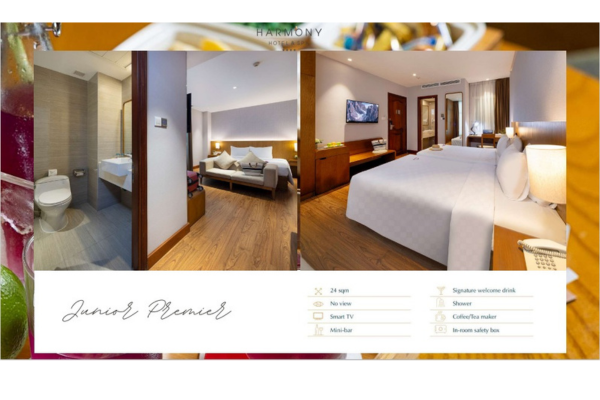 HARMONY
HOTEL
Junior Premier
24 sqm
No view
Smart TV
Mini-bar
Signature welcome drink
Shower
Coffee/Tea maker
In-room safety box